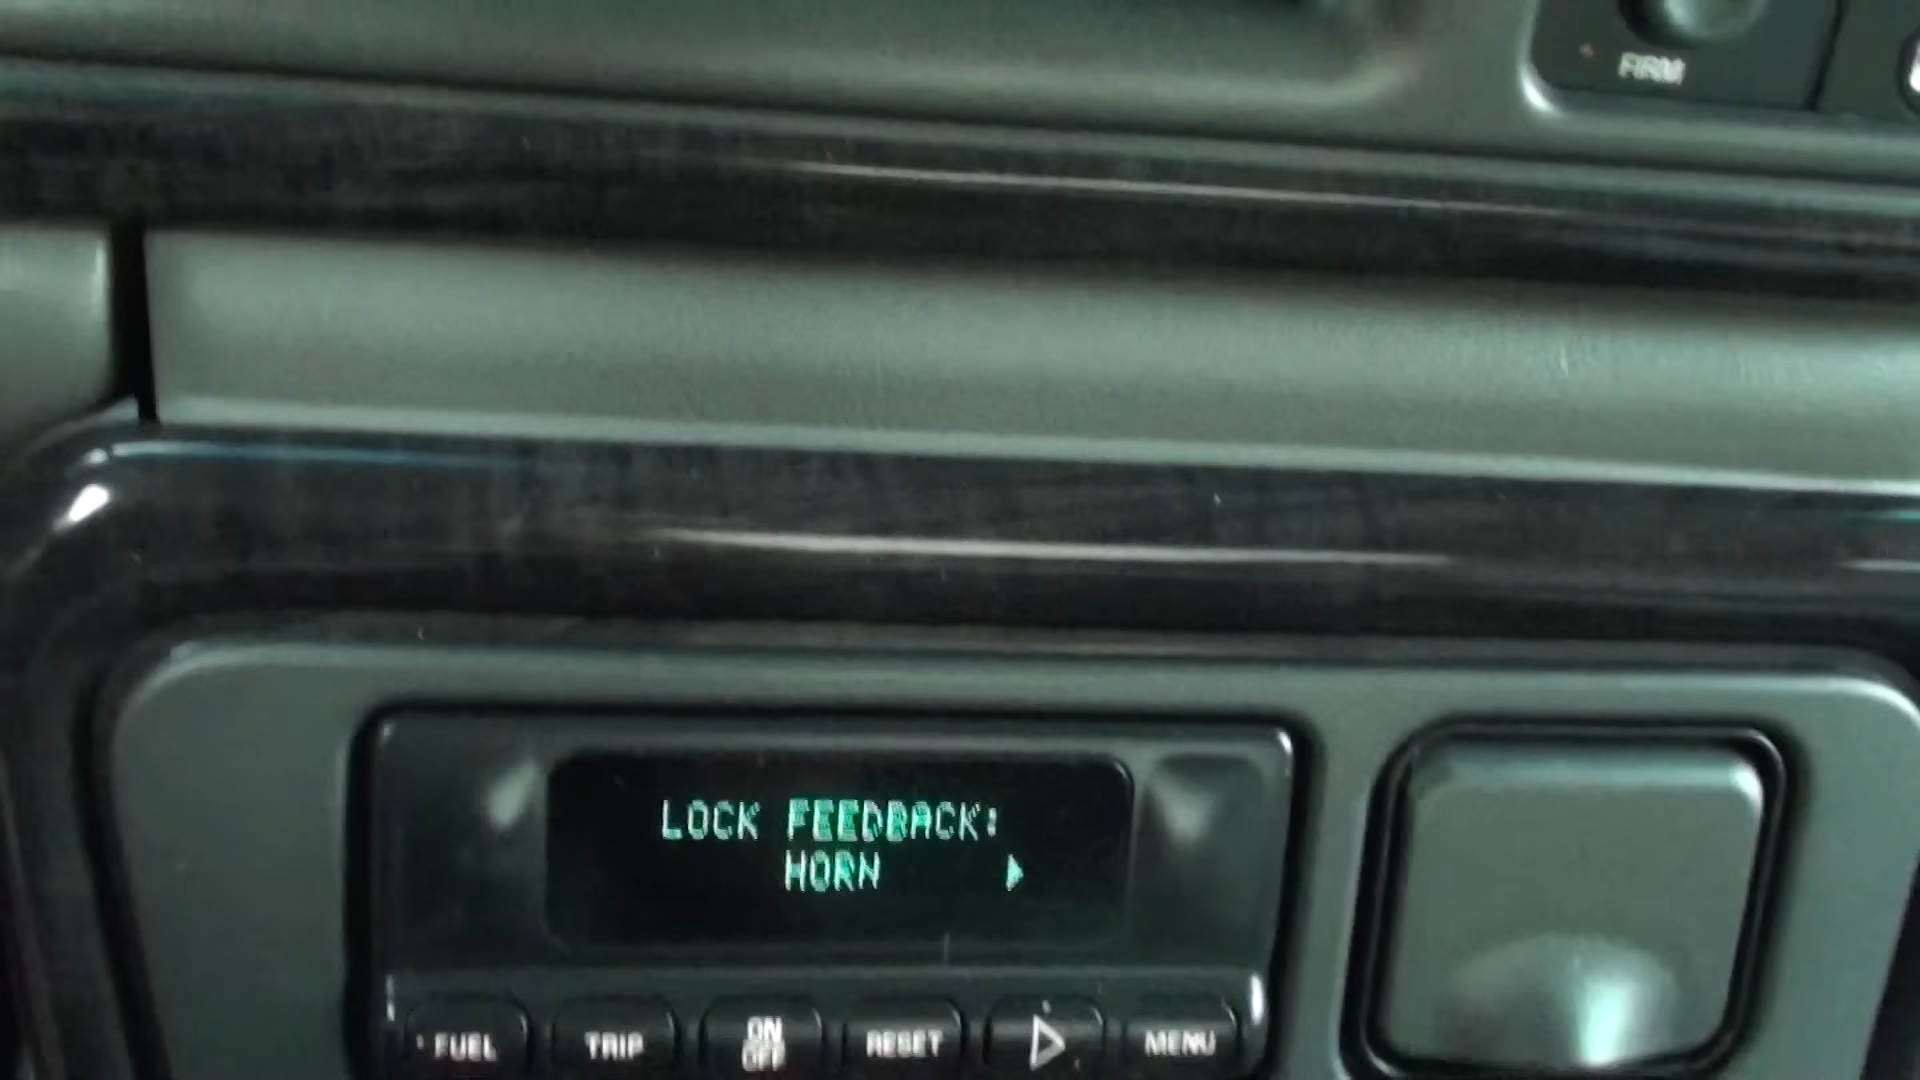 FIRM
LOCK FEEDBACK:
HORN
FUEL
TRIP
ON
OFF
RESET
MENU